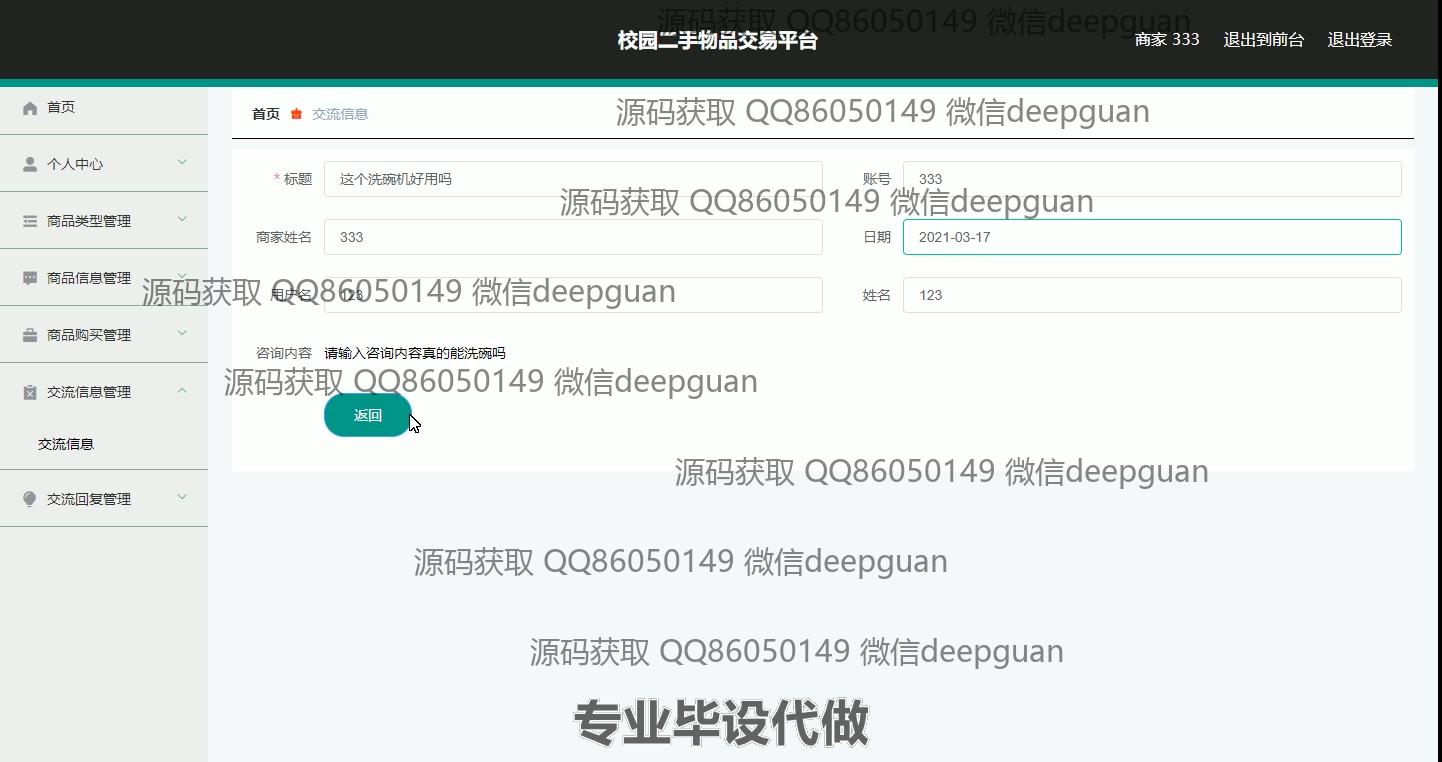 源码获取 QQ86050149 微信deepguan
校园二手物品交易平台
商家 333 退出到前台 退出登录
首页
首页 交流信息
源码获取 QQ86050149 微信deepguan
个人中心
* 标题 这个洗碗机好用吗 账号 333
源码获取 QQ86050149 微信deepguan
商品类型管理
商家姓名 333 日期 2021-03-17
商品信息管理
源码获取 QQ86050149 微信deepguan
用户名 123 姓名 123
商品购买管理
咨询内容 请输入咨询内容真的能洗碗吗
源码获取 QQ86050149 微信deepguan
交流信息管理
返回
交流信息
源码获取 QQ86050149 微信deepguan
交流回复管理
源码获取 QQ86050149 微信deepguan
源码获取 QQ86050149 微信deepguan
专业毕设代做